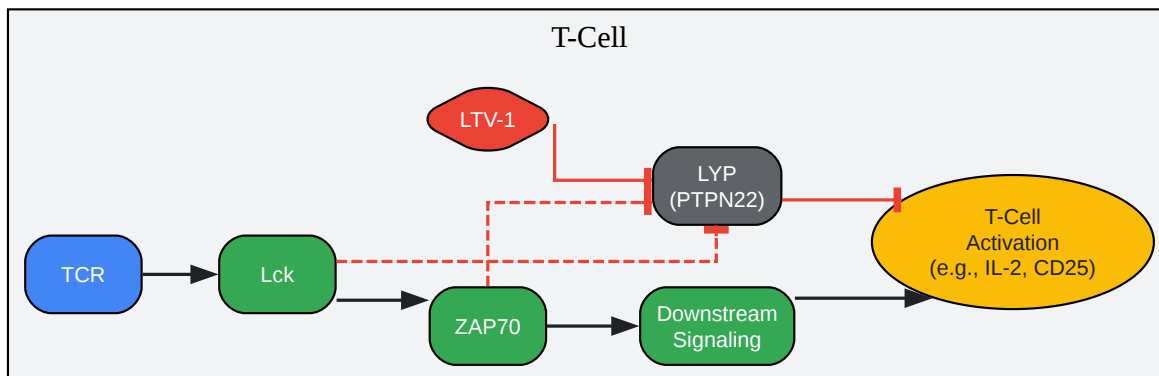 T-Cell
LTV-1
LYP
(PTPN22)
T-Cell
Activation
(e.g., IL-2, CD25)
TCR
Lck
ZAP70
Downstream
Signaling